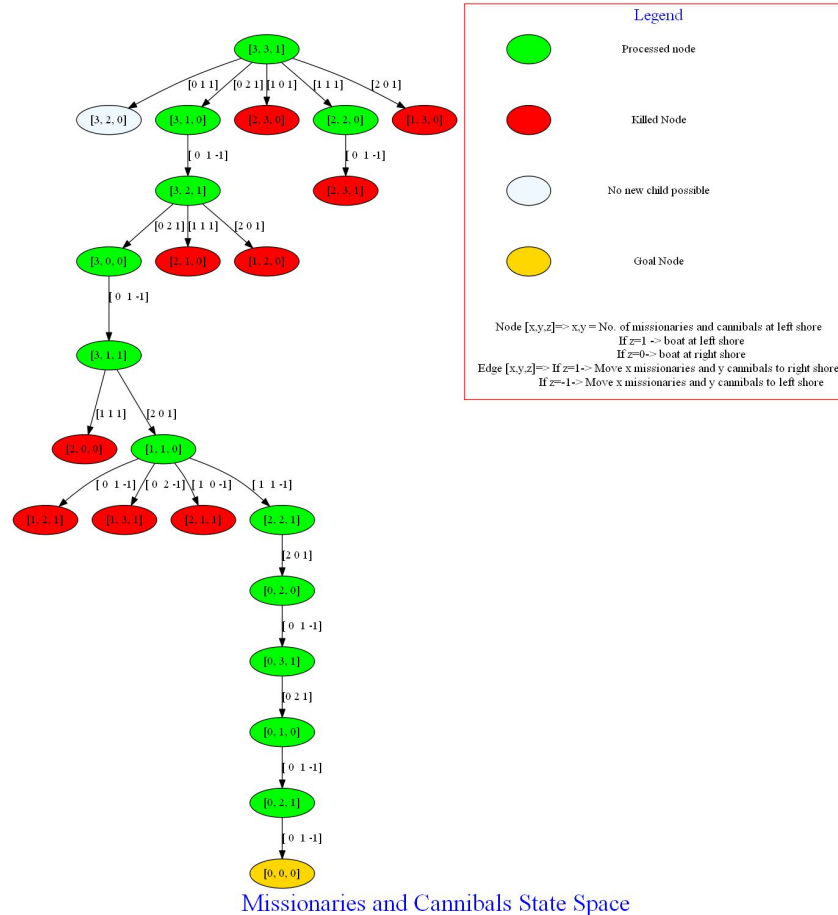 Legend
Processed node
Killed Node
No new child possible
Goal Node
Node [x,y,z]=> x,y = No. of missionaries and cannibals at left shore
If z=1 -> boat at left shore
If z=0-> boat at right shore
Edge [x,y,z]=> If z=1-> Move x missionaries and y cannibals to right shore
If z=-1-> Move x missionaries and y cannibals to left shore
[3, 3, 1]
[0 1 1] [0 2 1] [1 0 1] [1 1 1] [2 0 1]
[3, 2, 0] [3, 1, 0] [2, 3, 0] [2, 2, 0] [1, 3, 0]
[ 0 1 -1] [ 0 1 -1]
[3, 2, 1] [2, 3, 1]
[0 2 1] [1 1 1] [2 0 1]
[3, 0, 0] [2, 1, 0] [1, 2, 0]
[ 0 1 -1]
[3, 1, 1]
[1 1 1] [2 0 1]
[2, 0, 0] [1, 1, 0]
[ 0 1 -1] [ 0 2 -1] [ 1 0 -1] [ 1 1 -1]
[1, 2, 1] [1, 3, 1] [2, 1, 1] [2, 2, 1]
[2 0 1]
[0, 2, 0]
[ 0 1 -1]
[0, 3, 1]
[0 2 1]
[0, 1, 0]
[ 0 1 -1]
[0, 2, 1]
[ 0 1 -1]
[0, 0, 0]
Missionaries and Cannibals State Space